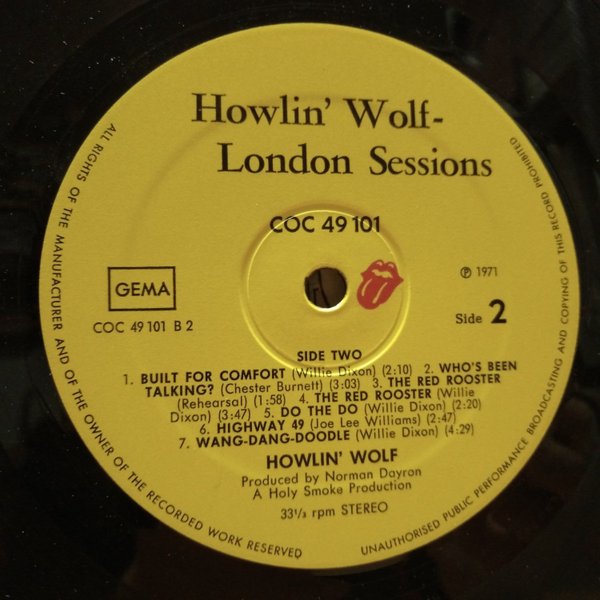 Howlin' Wolf-
London Sessions
COC 49 101
GEMA
COC 49 101 B 2
℗ 1971
Side 2
SIDE TWO
1. BUILT FOR COMFORT (Willie Dixon) (2:10) 2. WHO'S BEEN
TALKING? (Chester Burnett) (3:03) 3. THE RED ROOSTER
(Rehearsal) (1:58) 4. THE RED ROOSTER (Willie
Dixon) (3:47) 5. DO THE DO (Willie Dixon) (2:20)
6. HIGHWAY 49 (Joe Lee Williams) (2:47)
7. WANG-DANG-DOODLE (Willie Dixon) (4:29)
HOWLIN' WOLF
Produced by Norman Dayron
A Holy Smoke Production
33⅓ rpm STEREO
ALL RIGHTS OF THE MANUFACTURER AND OF THE OWNER OF THE RECORDED WORK RESERVED
UNAUTHORISED PUBLIC PERFORMANCE BROADCASTING AND COPYING OF THIS RECORD PROHIBITED